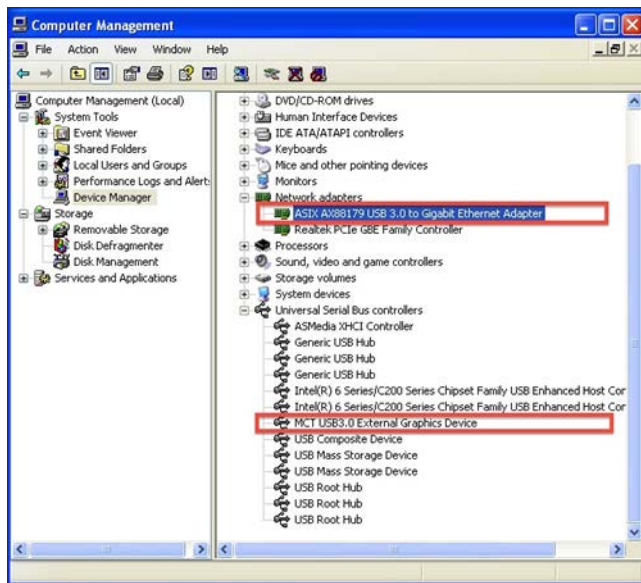 Computer Management
File Action View Window Help
Computer Management (Local)
System Tools
Event Viewer
Shared Folders
Local Users and Groups
Performance Logs and Alert
Device Manager
Storage
Removable Storage
Disk Defragmenter
Disk Management
Services and Applications
DVD/CD-ROM drives
Human Interface Devices
IDE ATA/ATAPI controllers
Keyboards
Mice and other pointing devices
Monitors
Network adapters
ASIX AX88179 USB 3.0 to Gigabit Ethernet Adapter
Realtek PCIe GBE Family Controller
Processors
Sound, video and game controllers
Storage volumes
System devices
Universal Serial Bus controllers
ASMedia XHCI Controller
Generic USB Hub
Generic USB Hub
Generic USB Hub
Intel(R) 6 Series/C200 Series Chipset Family USB Enhanced Host Cor
Intel(R) 6 Series/C200 Series Chipset Family USB Enhanced Host Cor
MCT USB3.0 External Graphics Device
USB Composite Device
USB Mass Storage Device
USB Mass Storage Device
USB Root Hub
USB Root Hub
USB Root Hub